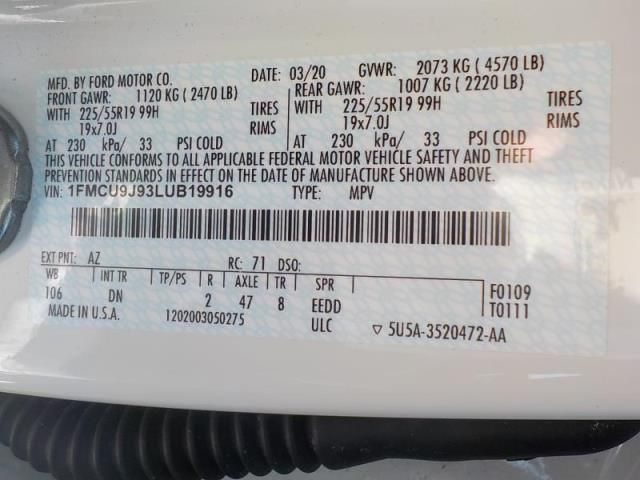 MFD. BY FORD MOTOR CO. DATE: 03/20 GVWR: 2073 KG ( 4570 LB)
FRONT GAWR: 1120 KG ( 2470 LB) REAR GAWR: 1007 KG ( 2220 LB)
WITH 225/55R19 99H TIRES WITH 225/55R19 99H TIRES
19x7.0J RIMS 19x7.0J RIMS
AT 230 kPa/ 33 PSI COLD AT 230 kPa/ 33 PSI COLD
THIS VEHICLE CONFORMS TO ALL APPLICABLE FEDERAL MOTOR VEHICLE SAFETY AND THEFT
PREVENTION STANDARDS IN EFFECT ON THE DATE OF MANUFACTURE SHOWN ABOVE.
VIN: 1FMCU9J93LUB19916 TYPE: MPV
EXT PNT: AZ RC: 71 DSO:
WB INT TR TP/PS R AXLE TR SPR F0109
106 DN 2 47 8 EEDD T0111
MADE IN U.S.A. 1202003050275 ULC ▽ 5U5A-3520472-AA